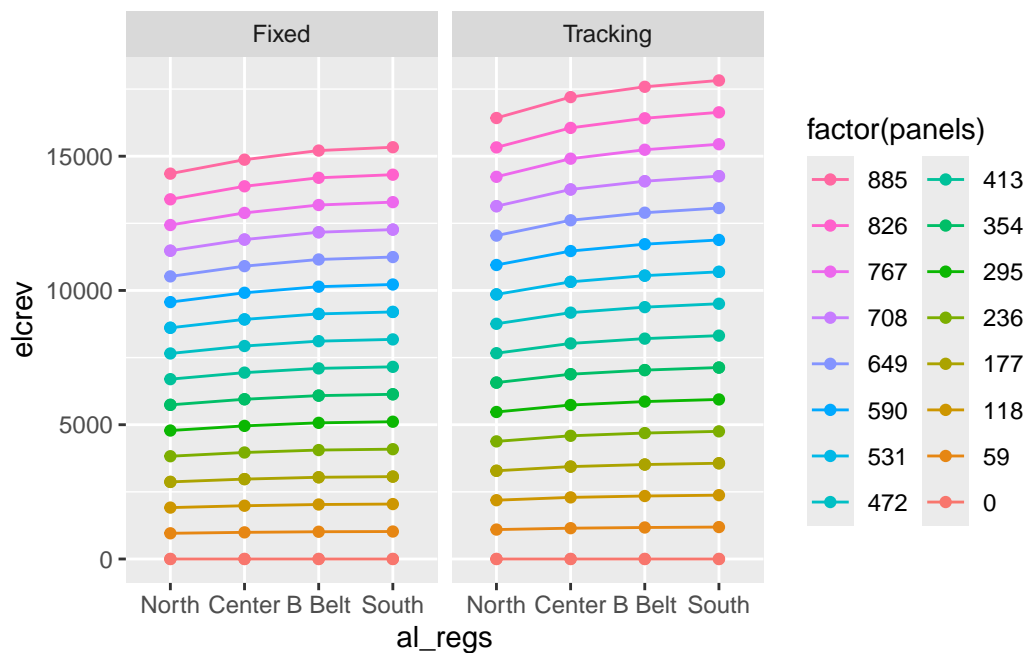 Fixed Tracking
15000
10000
5000
0
elcrev
North Center B Belt South North Center B Belt South
al_regs
factor(panels)
885 413
826 354
767 295
708 236
649 177
590 118
531 59
472 0